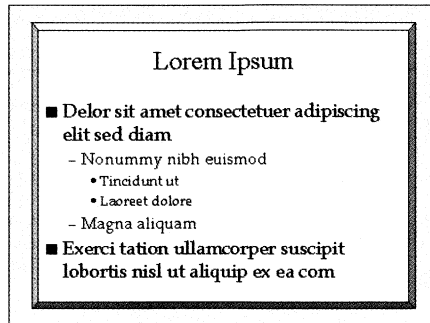 Lorem Ipsum
■ Delor sit amet consectetuer adipiscing
elit sed diam
– Nonummy nibh euismod
• Tincidunt ut
• Laoreet dolore
– Magna aliquam
■ Exerci tation ullamcorper suscipit
lobortis nisl ut aliquip ex ea com